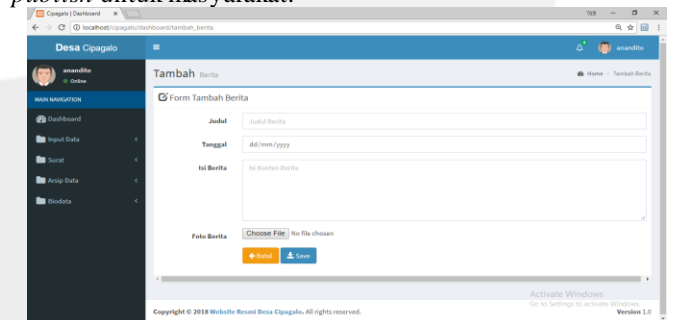 publish untuk masyarakat.
Cipagalo | Dashboard
localhost/cipagalo/dashboard/tambah_berita
Desa Cipagalo
anandito
anandito
Online
Tambah Berita
Home
Tambah Berita
MAIN NAVIGATION
Form Tambah Berita
Dashboard
Judul
Judul Berita
Input Data
Tanggal
dd/mm/yyyy
Surat
Isi Berita
Isi Konten Berita
Arsip Data
Biodata
Foto Berita
Choose File No file chosen
Batal
Save
Activate Windows
Go to Settings to activate Windows.
Copyright © 2018 Website Resmi Desa Cipagalo. All rights reserved.
Version 1.0